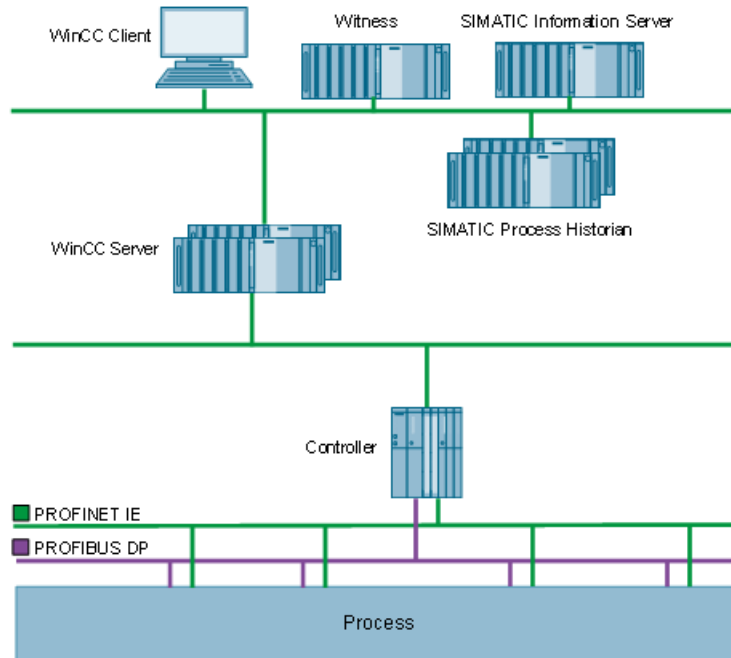 WinCC Client
Witness
SIMATIC Information Server
WinCC Server
SIMATIC Process Historian
Controller
PROFINET IE
PROFIBUS DP
Process